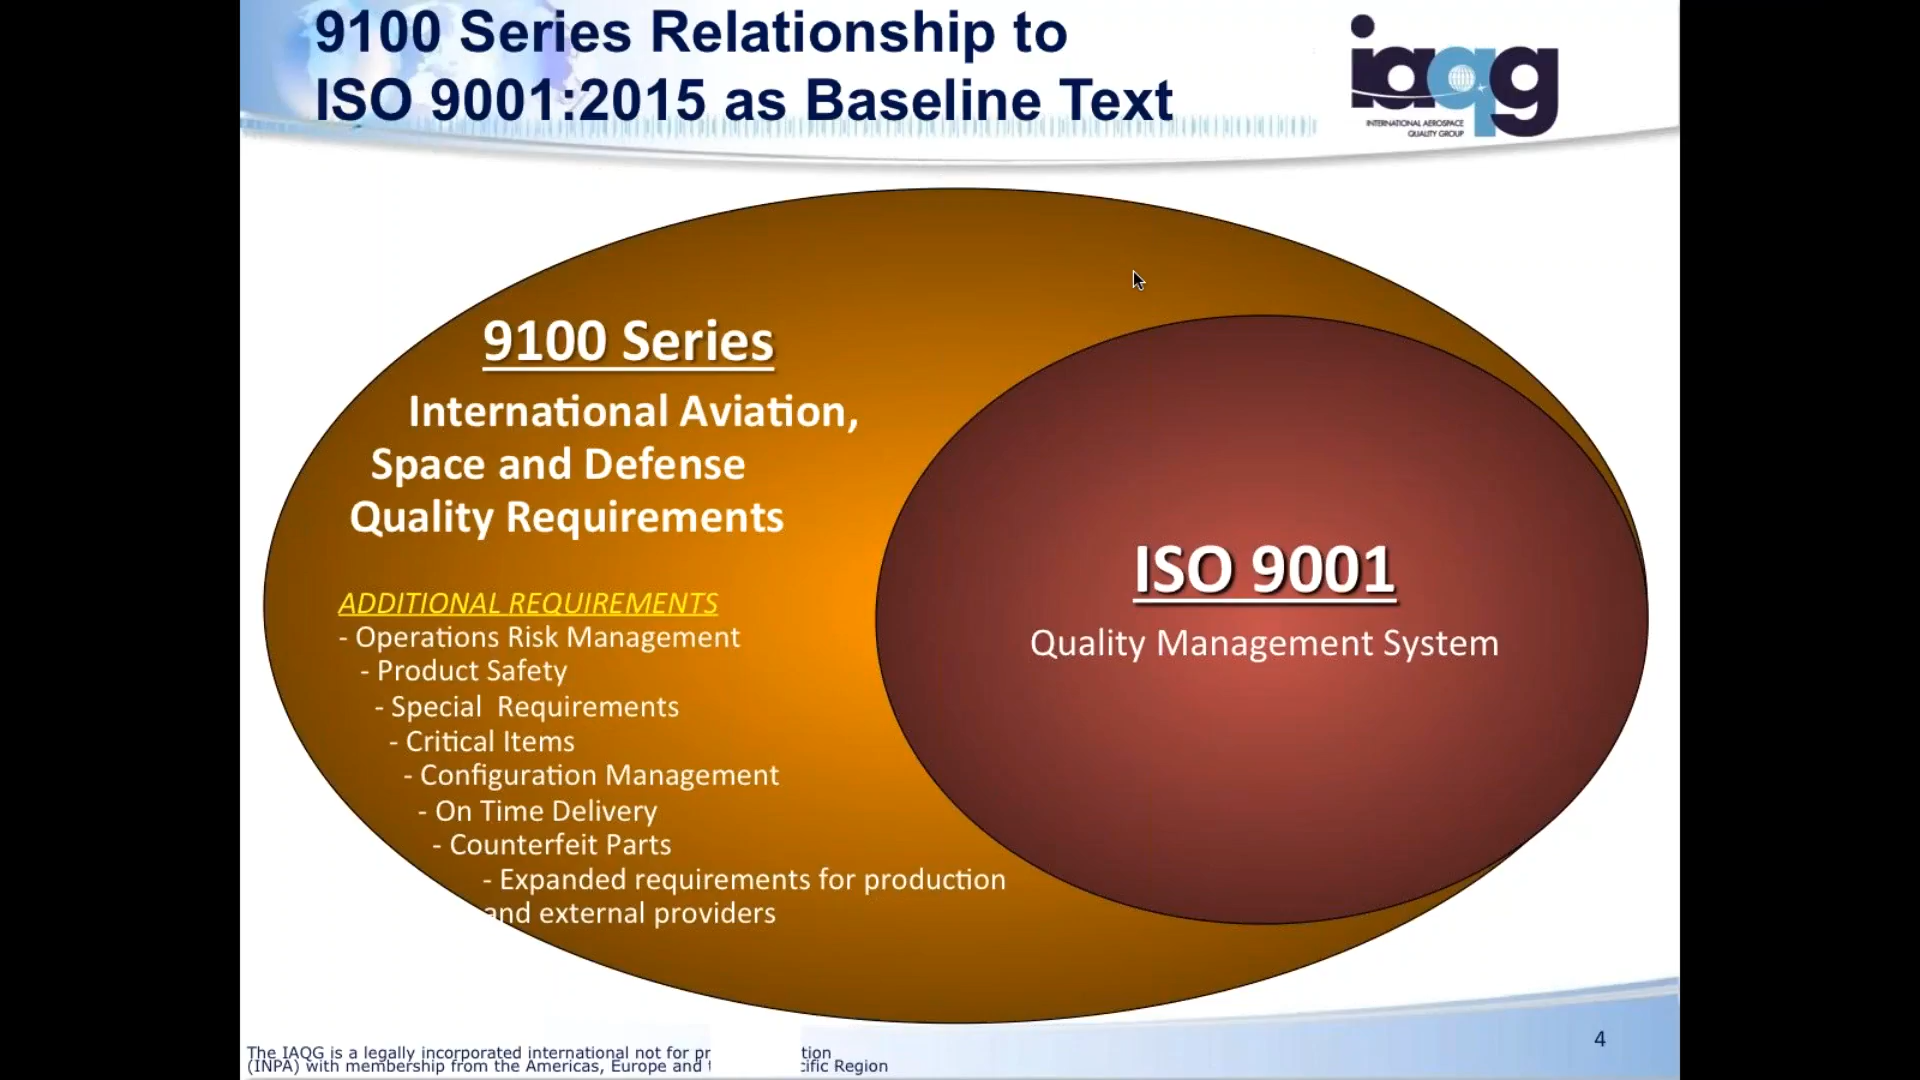 9100 Series Relationship to
ISO 9001:2015 as Baseline Text
iaqg
INTERNATIONAL AEROSPACE
QUALITY GROUP
9100 Series
International Aviation,
Space and Defense
Quality Requirements
ADDITIONAL REQUIREMENTS
- Operations Risk Management
- Product Safety
- Special Requirements
- Critical Items
- Configuration Management
- On Time Delivery
- Counterfeit Parts
- Expanded requirements for production
and external providers
ISO 9001
Quality Management System
4
The IAQG is a legally incorporated international not for
(INPA) with membership from the Americas, Europe and Region